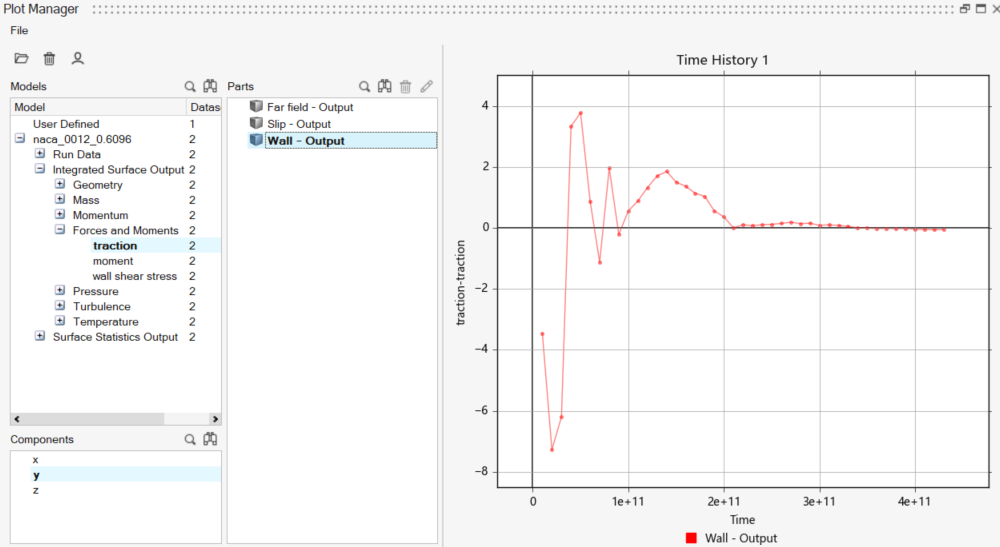 Plot Manager
File
Models
Model Datas
User Defined 1
naca_0012_0.6096 2
Run Data 2
Integrated Surface Output 2
Geometry 2
Mass 2
Momentum 2
Forces and Moments 2
traction 2
moment 2
wall shear stress 2
Pressure 2
Turbulence 2
Temperature 2
Surface Statistics Output 2
Components
x
y
z
Parts
Far field - Output
Slip - Output
Wall - Output
Time History 1
traction-traction
4
2
0
−2
−4
−6
−8
0 1e+11 2e+11 3e+11 4e+11
Time
Wall - Output